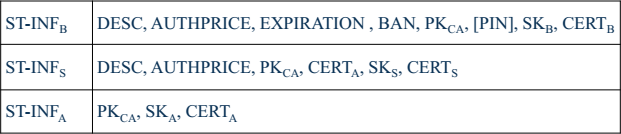 ST-INF_B DESC, AUTHPRICE, EXPIRATION , BAN, PK_CA, [PIN], SK_B, CERT_B
ST-INF_S DESC, AUTHPRICE, PK_CA, CERT_A, SK_S, CERT_S
ST-INF_A PK_CA, SK_A, CERT_A